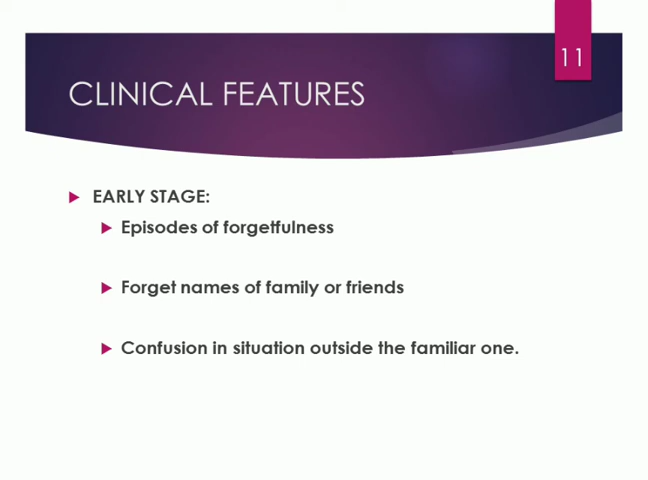 11
CLINICAL FEATURES
EARLY STAGE:
Episodes of forgetfulness
Forget names of family or friends
Confusion in situation outside the familiar one.